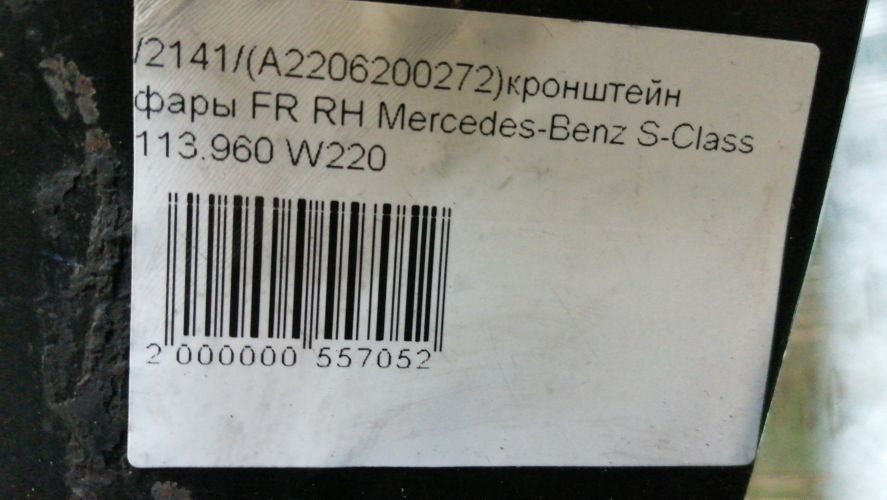 /2141/(A2206200272)кронштейн
фары FR RH Mercedes-Benz S-Class
113.960 W220
2 000000 557052